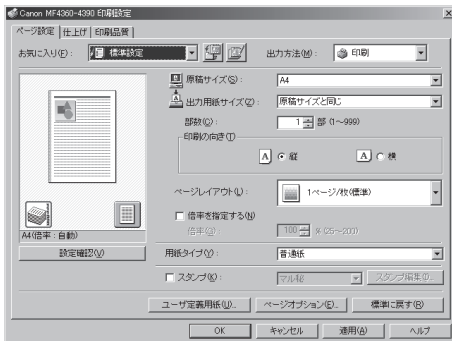 Canon MF4360-4390 印刷設定
ページ設定 仕上げ 印刷品質
お気に入り(F): 標準設定 出力方法(M): 印刷
原稿サイズ(S): A4
出力用紙サイズ(Z): 原稿サイズと同じ
部数(C): 1 部 (1~999)
印刷の向き(T)
A 縦 A 横
ページレイアウト(L): 1ページ/枚(標準)
倍率を指定する(N)
倍率(G): 100 % (25~200)
A4(倍率:自動)
設定確認(V) 用紙タイプ(Y): 普通紙
スタンプ(K): マル秘 スタンプ編集(I)...
ユーザ定義用紙(U)... ページオプション(E)... 標準に戻す(R)
OK キャンセル 適用(A) ヘルプ